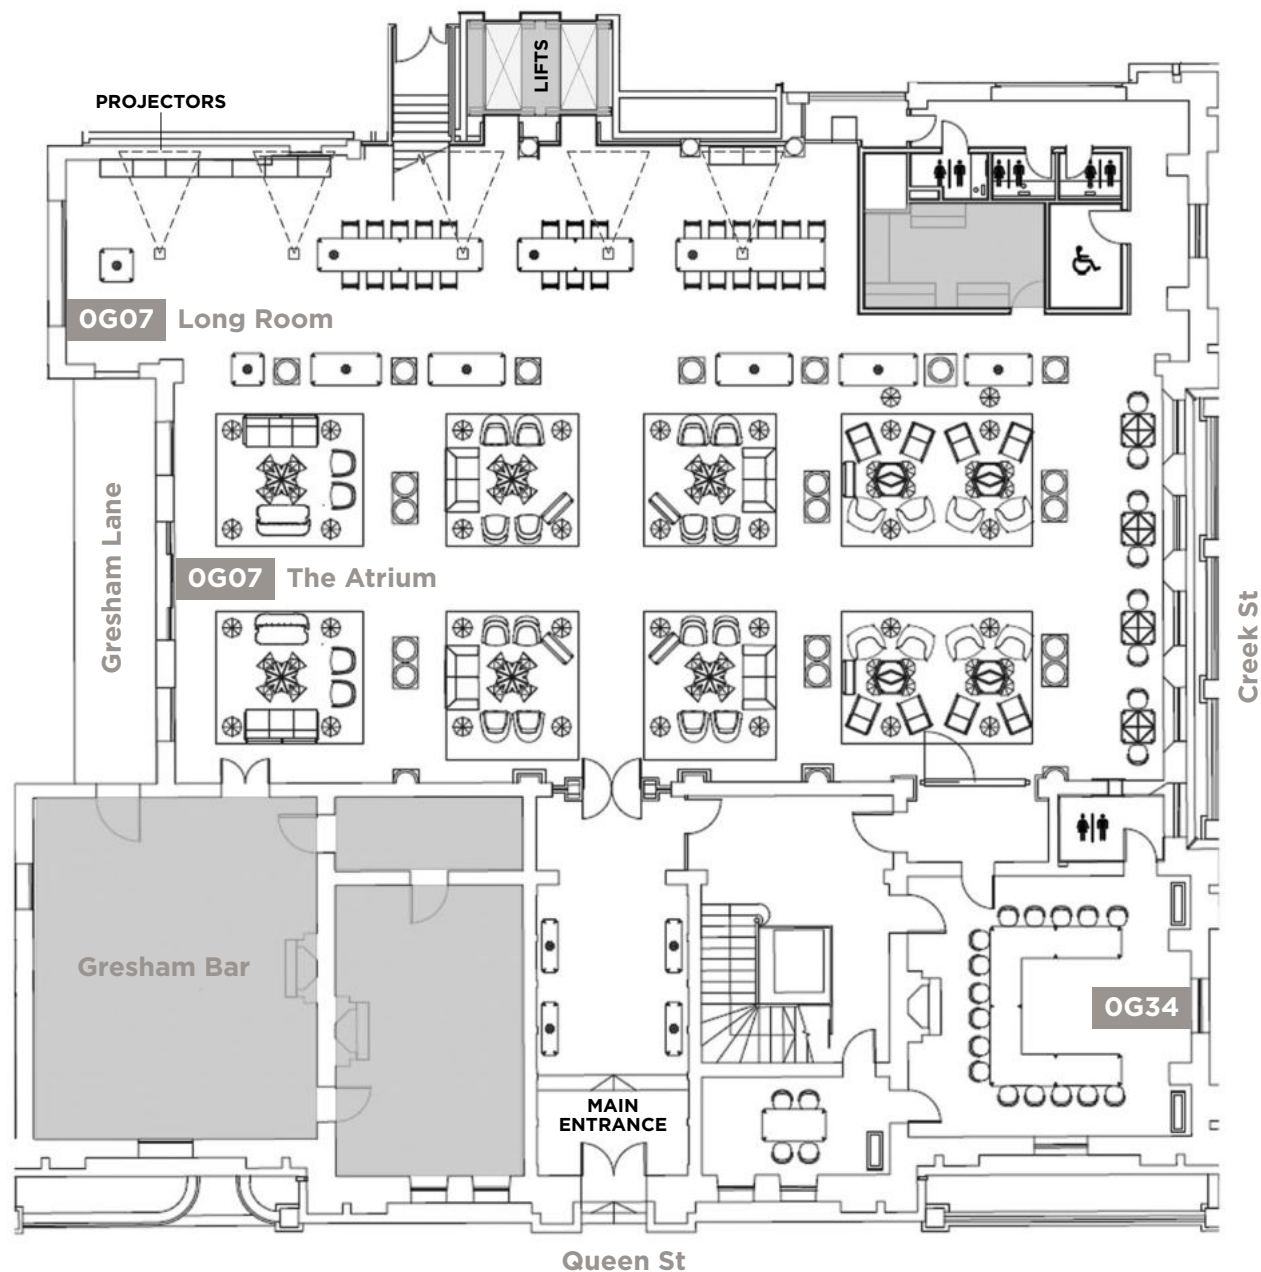 LIFTS
PROJECTORS
0G07 Long Room
Gresham Lane
0G07 The Atrium
Creek St
Gresham Bar
0G34
MAIN
ENTRANCE
Queen St